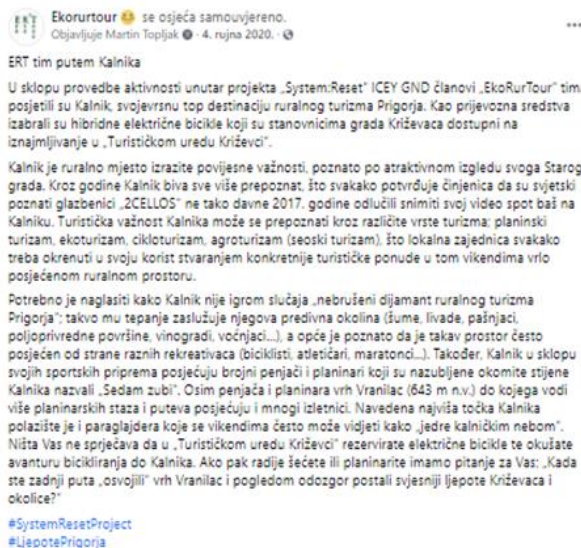 Ekorurtour 😊 se osjeća samouvjereno.
Objavljuje Martin Topljak · 4. rujna 2020. ·
ERT tim putem Kalnika
U sklopu provedbe aktivnosti unutar projekta „System:Reset" ICEY GND članovi „EkoRurTour" tima
posjetili su Kalnik, svojevrsnu top destinaciju ruralnog turizma Prigorja. Kao prijevozna sredstva
izabrali su hibridne električne bicikle koji su stanovnicima grada Križevaca dostupni na
iznajmljivanje u „Turističkom uredu Križevci".
Kalnik je ruralno mjesto izrazite povijesne važnosti, poznato po atraktivnom izgledu svoga Starog
grada. Kroz godine Kalnik biva sve više prepoznat, što svakako potvrđuje činjenica da su svjetski
poznati glazbenici „2CELLOS" ne tako davne 2017. godine odlučili snimiti svoj video spot baš na
Kalniku. Turistička važnost Kalnika može se prepoznati kroz različite vrste turizma; planinski
turizam, ekoturizam, cikloturizam, agroturizam (seoski turizam), što lokalna zajednica svakako
treba okrenuti u svoju korist stvaranjem konkretnije turističke ponude u tom vikendima vrlo
posjećenom ruralnom prostoru.
Potrebno je naglasiti kako Kalnik nije igrom slučaja „nebrušeni dijamant ruralnog turizma
Prigorja"; takvo mu tepanje zaslužuje njegova predivna okolina (šume, livade, pašnjaci,
poljoprivredne površine, vinogradi, voćnjaci...), a opće je poznato da je takav prostor često
posjećen od strane raznih rekreativaca (biciklisti, atletičari, maratonci...). Također, Kalnik u sklopu
svojih sportskih priprema posjećuju brojni penjači i planinari koji su nazubljene okomite stijene
Kalnika nazvali „Sedam zubi". Osim penjača i planinara vrh Vranilac (643 m n.v.) do kojega vodi
više planinarskih staza i puteva posjećuju i mnogi izletnici. Navedena najviša točka Kalnika
polazište je i paraglajdera koje se vikendima često može vidjeti kako „jedre kalničkim nebom".
Ništa Vas ne sprječava da u „Turističkom uredu Križevci" rezervirate električne bicikle te okušate
avanturu bicikliranja do Kalnika. Ako pak radije šećete ili planinarite imamo pitanje za Vas: „Kada
ste zadnji puta „osvojili" vrh Vranilac i pogledom odozgor postali svjesniji ljepote Križevaca i
okolice?"
#SystemResetProject
#LjepotePrigorja